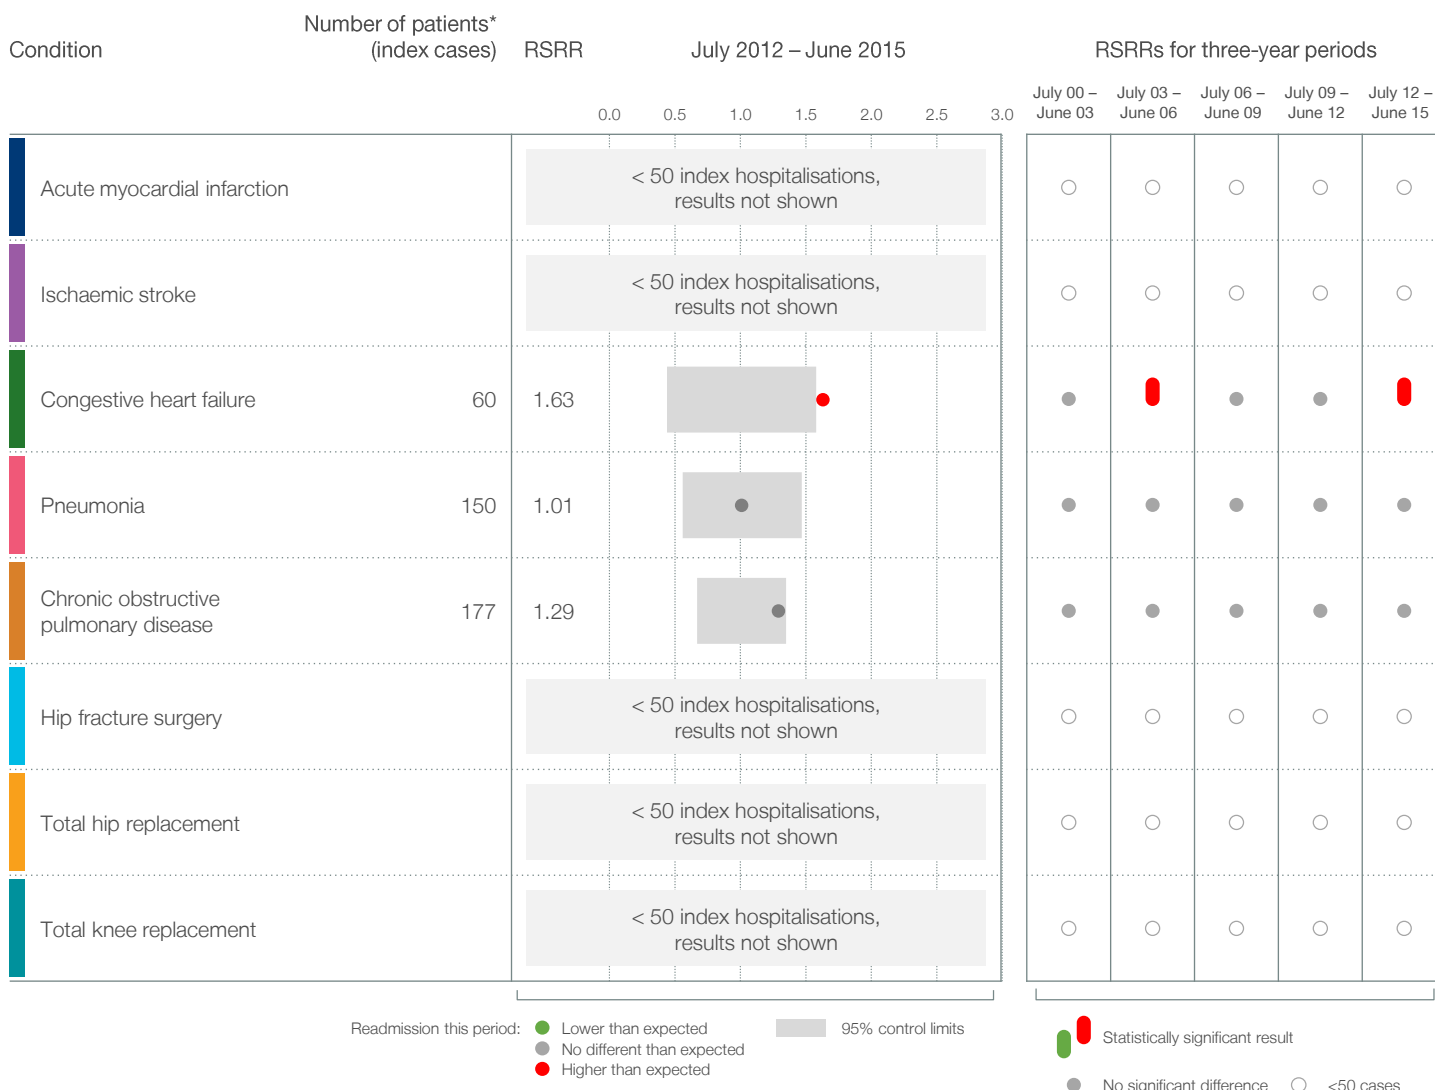 Condition
Number of patients*
(index cases)
RSRR
July 2012 – June 2015
RSRRs for three-year periods
0.0 0.5 1.0 1.5 2.0 2.5 3.0
July 00 –
June 03
July 03 –
June 06
July 06 –
June 09
July 09 –
June 12
July 12 –
June 15
Acute myocardial infarction
< 50 index hospitalisations,
results not shown
Ischaemic stroke
< 50 index hospitalisations,
results not shown
Congestive heart failure 60 1.63
Pneumonia 150 1.01
Chronic obstructive
pulmonary disease
177 1.29
Hip fracture surgery
< 50 index hospitalisations,
results not shown
Total hip replacement
< 50 index hospitalisations,
results not shown
Total knee replacement
< 50 index hospitalisations,
results not shown
Readmission this period:
Lower than expected
No different than expected
Higher than expected
95% control limits
Statistically significant result
No significant difference
<50 cases